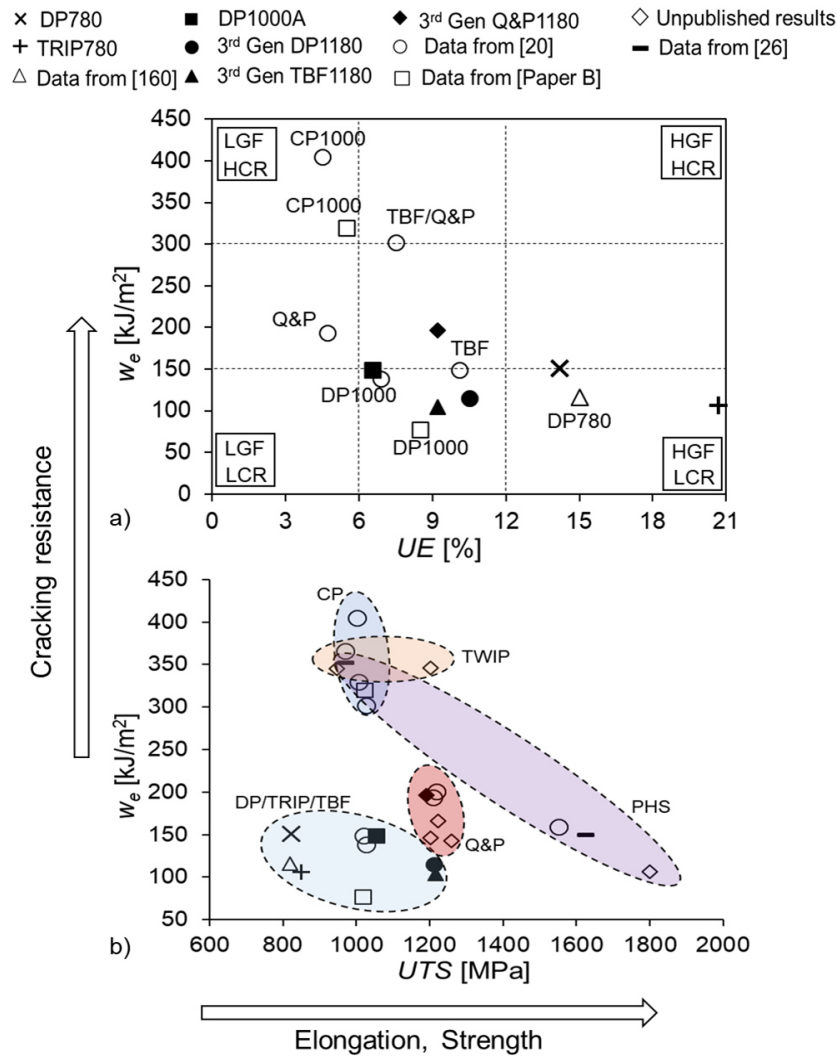 DP780 DP1000A 3rd Gen Q&P1180 Unpublished results
TRIP780 3rd Gen DP1180 Data from [20] Data from [26]
Data from [160] 3rd Gen TBF1180 Data from [Paper B]
450
LGF
HCR
CP1000
HGF
HCR
400
350
CP1000
TBF/Q&P
300
250
200
Q&P
TBF
150
DP1000
100
DP780
DP1000
50
LGF
LCR
HGF
LCR
0
we [kJ/m2]
0 3 6 9 12 15 18 21
a)
UE [%]
Cracking resistance
450
CP
400
350
TWIP
300
250
200
DP/TRIP/TBF
PHS
150
Q&P
100
50
we [kJ/m2]
600 800 1000 1200 1400 1600 1800 2000
b)
UTS [MPa]
Elongation, Strength